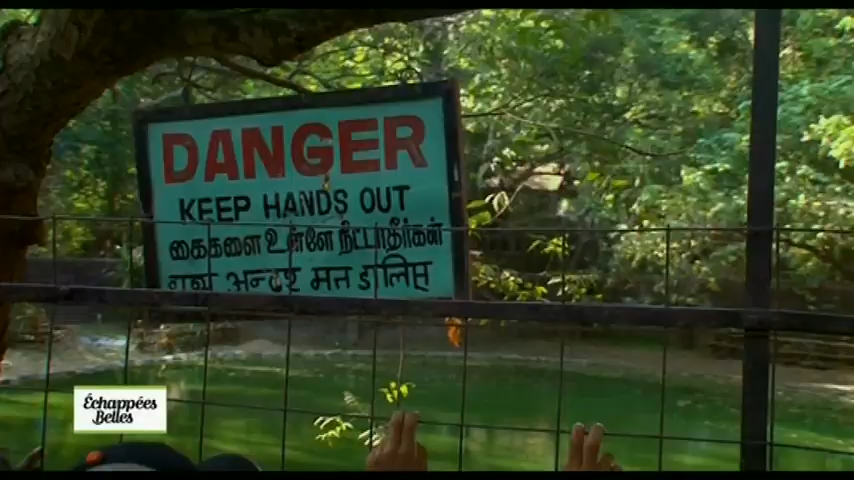 DANGER
KEEP HANDS OUT
கைகளை உள்ளே நீட்டாதீர்கள்
हाथ अन्दर मत डालिए
Échappées
Belles